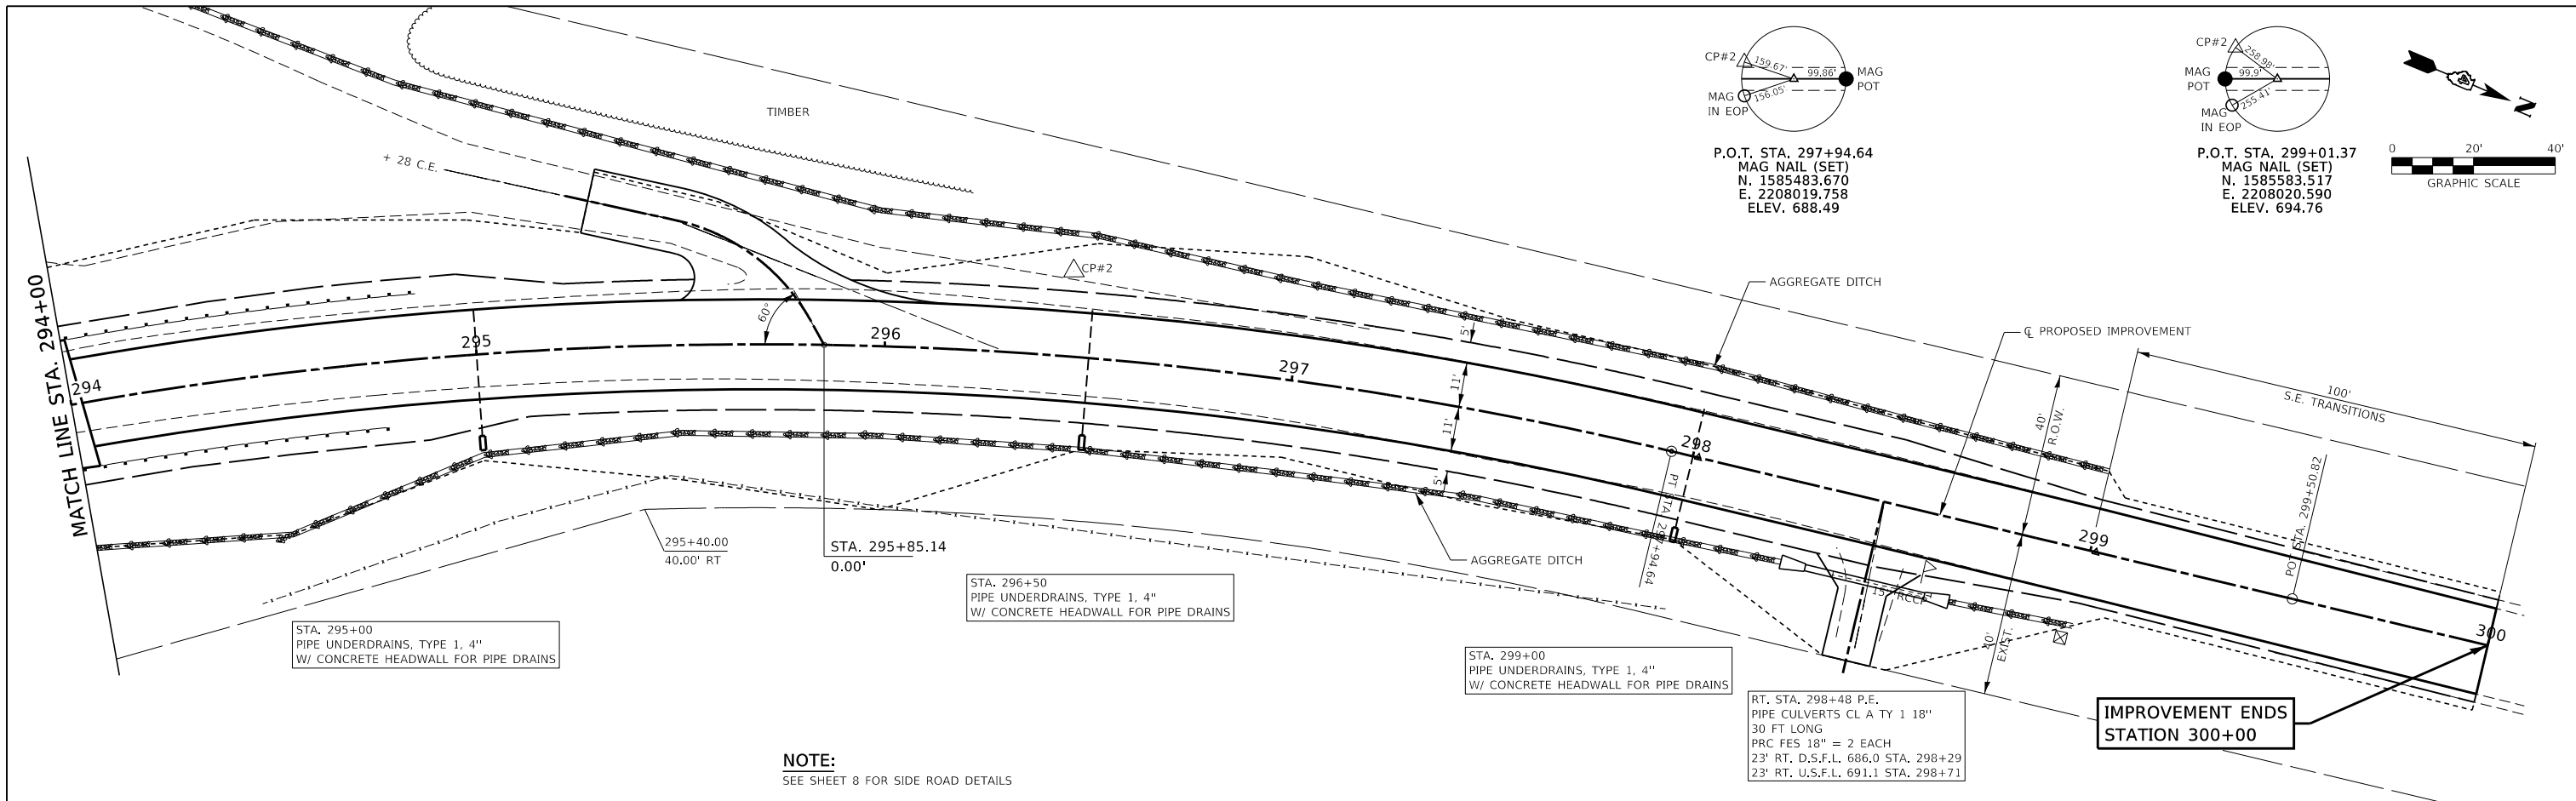 CP#2
159.67'
99.86'
MAG
POT
MAG
IN EOP
156.05'
P.O.T. STA. 297+94.64
MAG NAIL (SET)
N. 1585483.670
E. 2208019.758
ELEV. 688.49
CP#2
258.98'
MAG
POT
99.9'
MAG
IN EOP
255.41'
P.O.T. STA. 299+01.37
MAG NAIL (SET)
N. 1585583.517
E. 2208020.590
ELEV. 694.76
N
0 20' 40'
GRAPHIC SCALE
TIMBER
+ 28 C.E.
CP#2
AGGREGATE DITCH
℄ PROPOSED IMPROVEMENT
MATCH LINE STA. 294+00
294
295
60°
296
297
298
299
300
5'
11'
11'
5'
100'
S.E. TRANSITIONS
40'
R.O.W.
40'
EXIST.
PT STA. 297+94.64
POT STA. 299+50.82
15" RCCP
295+40.00
40.00' RT
STA. 295+85.14
0.00'
AGGREGATE DITCH
STA. 296+50
PIPE UNDERDRAINS, TYPE 1, 4"
W/ CONCRETE HEADWALL FOR PIPE DRAINS
STA. 295+00
PIPE UNDERDRAINS, TYPE 1, 4"
W/ CONCRETE HEADWALL FOR PIPE DRAINS
STA. 299+00
PIPE UNDERDRAINS, TYPE 1, 4"
W/ CONCRETE HEADWALL FOR PIPE DRAINS
RT. STA. 298+48 P.E.
PIPE CULVERTS CL A TY 1 18"
30 FT LONG
PRC FES 18" = 2 EACH
23' RT. D.S.F.L. 686.0 STA. 298+29
23' RT. U.S.F.L. 691.1 STA. 298+71
IMPROVEMENT ENDS
STATION 300+00
NOTE:
SEE SHEET 8 FOR SIDE ROAD DETAILS